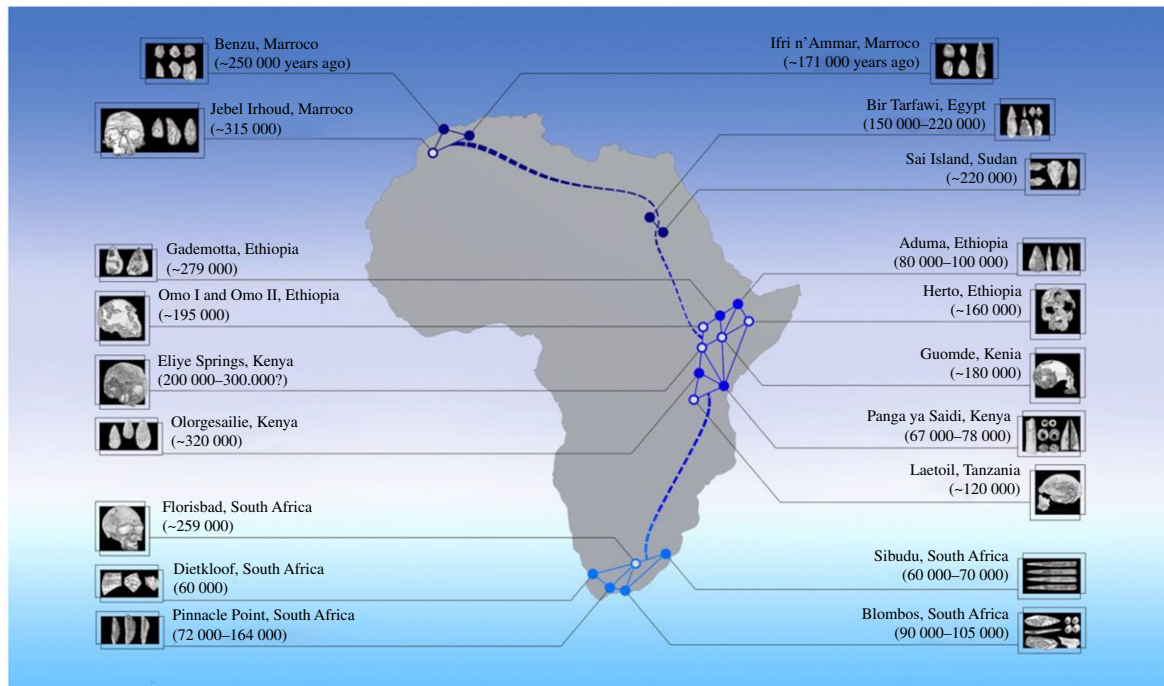 Benzu, Marroco
(~250 000 years ago)
Ifri n’Ammar, Marroco
(~171 000 years ago)
Jebel Irhoud, Marroco
(~315 000)
Bir Tarfawi, Egypt
(150 000–220 000)
Sai Island, Sudan
(~220 000)
Gademotta, Ethiopia
(~279 000)
Aduma, Ethiopia
(80 000–100 000)
Omo I and Omo II, Ethiopia
(~195 000)
Herto, Ethiopia
(~160 000)
Eliye Springs, Kenya
(200 000–300.000?)
Guomde, Kenia
(~180 000)
Olorgesailie, Kenya
(~320 000)
Panga ya Saidi, Kenya
(67 000–78 000)
Laetoil, Tanzania
(~120 000)
Florisbad, South Africa
(~259 000)
Dietkloof, South Africa
(60 000)
Sibudu, South Africa
(60 000–70 000)
Pinnacle Point, South Africa
(72 000–164 000)
Blombos, South Africa
(90 000–105 000)